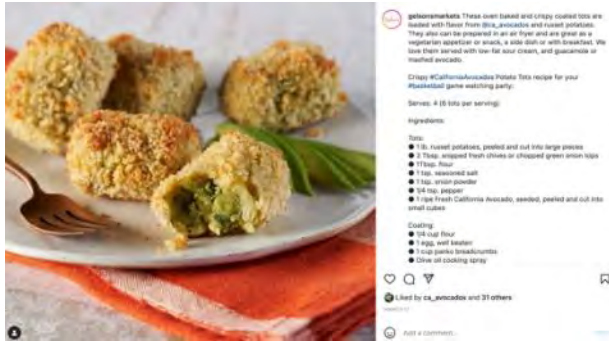 gelsonsmarkets These oven baked and crispy coated tots are
loaded with flavor from @ca_avocados and russet potatoes.
They also can be prepared in an air fryer and are great as a
vegetarian appetizer or snack, a side dish or with breakfast. We
love them served with low-fat sour cream, and guacamole or
mashed avocado.
Crispy #CaliforniaAvocados Potato Tots recipe for your
#basketball game watching party:
Serves: 4 (6 tots per serving)
Ingredients:
Tots:
● 1 lb. russet potatoes, peeled and cut into large pieces
● 2 Tbsp. snipped fresh chives or chopped green onion tops
● 1 Tbsp. flour
● 1 tsp. seasoned salt
● 1 tsp. onion powder
● 1/4 tsp. pepper
● 1 ripe fresh California Avocado, seeded, peeled and cut into
small cubes
Coating:
● 1/4 cup flour
● 1 egg, well beaten
● 1 cup panko breadcrumbs
● Olive oil cooking spray
Liked by ca_avocados and 31 others
Add a comment...